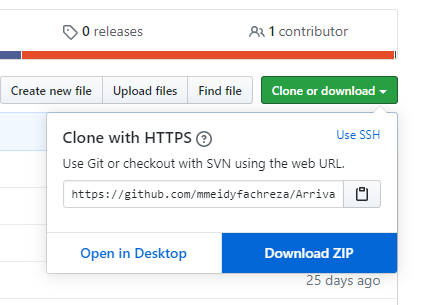 0 releases
1 contributor
Create new file
Upload files
Find file
Clone or download
Clone with HTTPS ?
Use SSH
Use Git or checkout with SVN using the web URL.
https://github.com/mmeidyfachreza/Arriva
Open in Desktop
Download ZIP
25 days ago